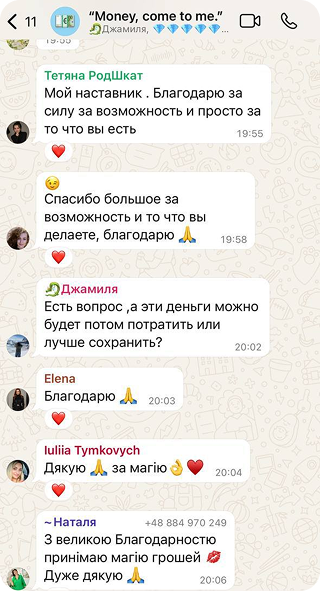 11
“Money, come to me.”
🐉Джамиля, 💎💎💎💎💎...
19:55
Тетяна РодШкат
Мой наставник . Благодарю за
силу за возможность и просто за
то что вы есть
19:55
❤️
😉
Спасибо большое за
возможность и то что вы
делаете, благодарю 🙏
19:58
❤️
🐉Джамиля
Есть вопрос ,а эти деньги можно
будет потом потратить или
лучше сохранить?
20:02
Elena
Благодарю 🙏 20:03
❤️
Iuliia Tymkovych
Дякую 🙏 за магію👌♥️ 20:04
❤️
~Наталя +48 884 970 249
З великою Благодарностю
принімаю магію грошей 💋
Дуже дякую 🙏 20:06